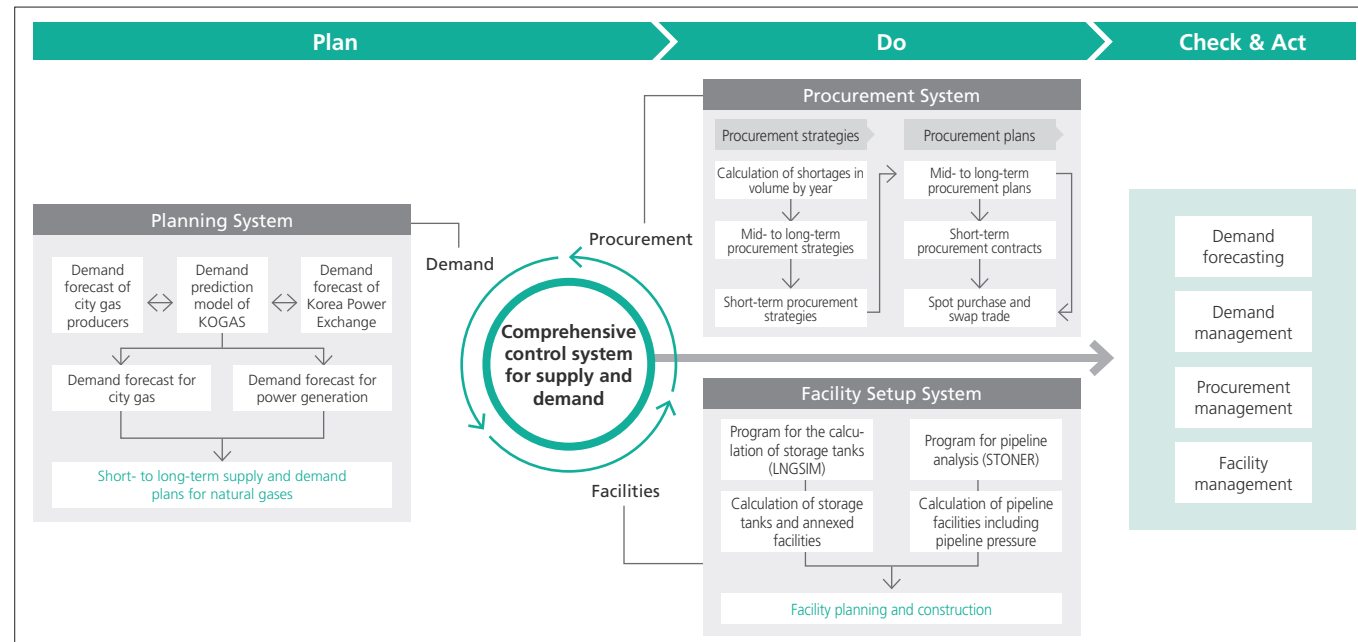 Plan
Do
Check & Act
Planning System
Demand
forecast of
city gas
producers
Demand
prediction
model of
KOGAS
Demand
forecast of
Korea Power
Exchange
Demand forecast for
city gas
Demand forecast for
power generation
Short- to long-term supply and demand
plans for natural gases
Demand
Procurement
Facilities
Comprehensive
control system
for supply and
demand
Procurement System
Procurement strategies
Calculation of shortages in
volume by year
Mid- to long-term
procurement strategies
Short-term procurement
strategies
Procurement plans
Mid- to long-term
procurement plans
Short-term
procurement contracts
Spot purchase and
swap trade
Facility Setup System
Program for the calcu-
lation of storage tanks
(LNGSIM)
Calculation of storage
tanks and annexed
facilities
Program for pipeline
analysis (STONER)
Calculation of pipeline
facilities including
pipeline pressure
Facility planning and construction
Demand
forecasting
Demand
management
Procurement
management
Facility
management